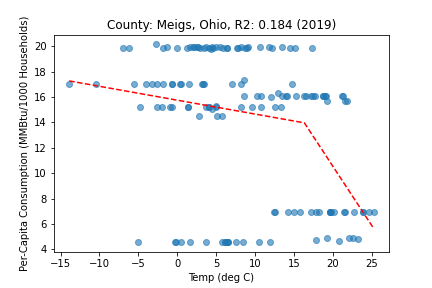 County: Meigs, Ohio, R2: 0.184 (2019)
Per-Capita Consumption (MMBtu/1000 Households)
20
18
16
14
12
10
8
6
4
−15 −10 −5 0 5 10 15 20 25
Temp (deg C)